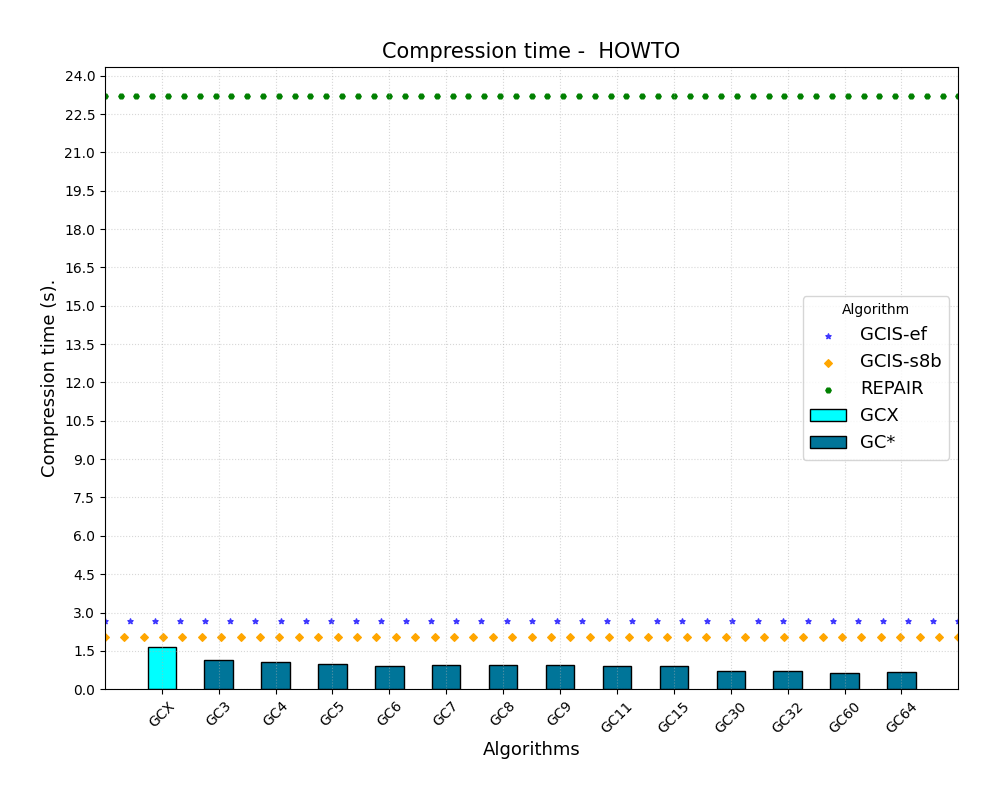 Compression time -  HOWTO
24.0
22.5
21.0
19.5
18.0
16.5
15.0
13.5
12.0
10.5
9.0
7.5
6.0
4.5
3.0
1.5
0.0
Compression time (s).
Algorithm
GCIS-ef
GCIS-s8b
REPAIR
GCX
GC*
GCX GC3 GC4 GC5 GC6 GC7 GC8 GC9 GC11 GC15 GC30 GC32 GC60 GC64
Algorithms